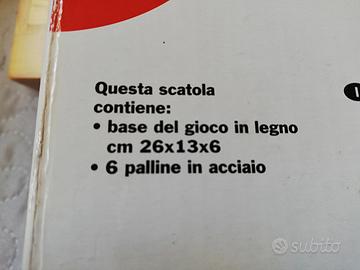 Questa scatola
contiene:
• base del gioco in legno
cm 26x13x6
• 6 palline in acciaio
subito